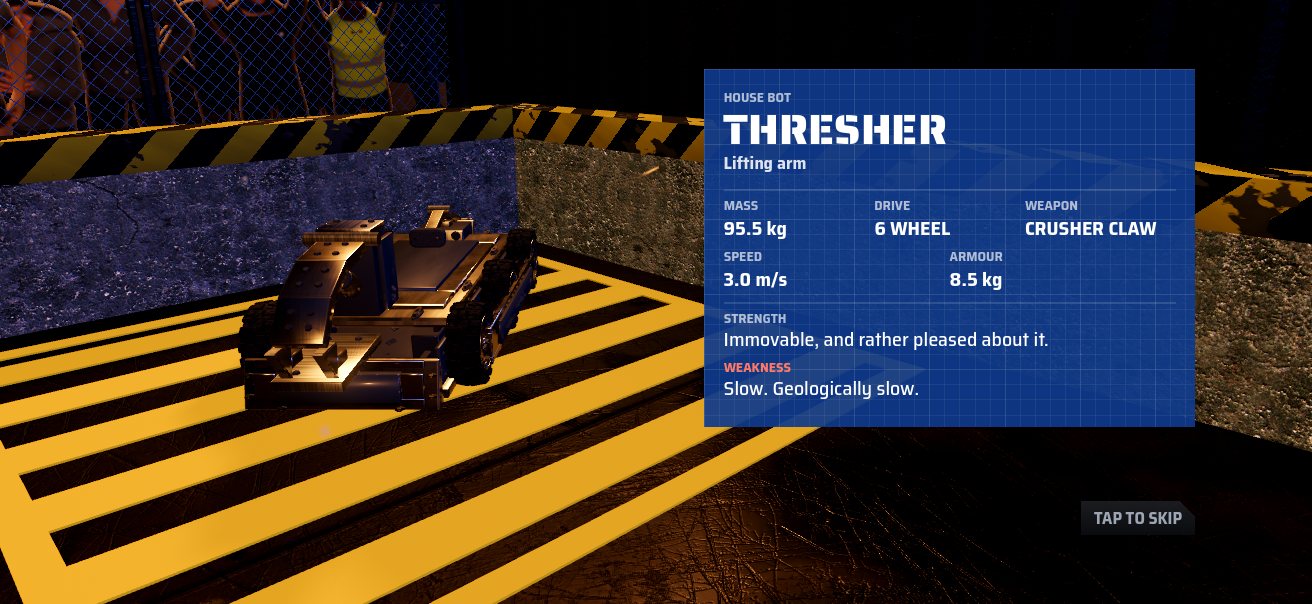 HOUSE BOT
THRESHER
Lifting arm
MASS DRIVE WEAPON
95.5 kg 6 WHEEL CRUSHER CLAW
SPEED ARMOUR
3.0 m/s 8.5 kg
STRENGTH
Immovable, and rather pleased about it.
WEAKNESS
Slow. Geologically slow.
TAP TO SKIP